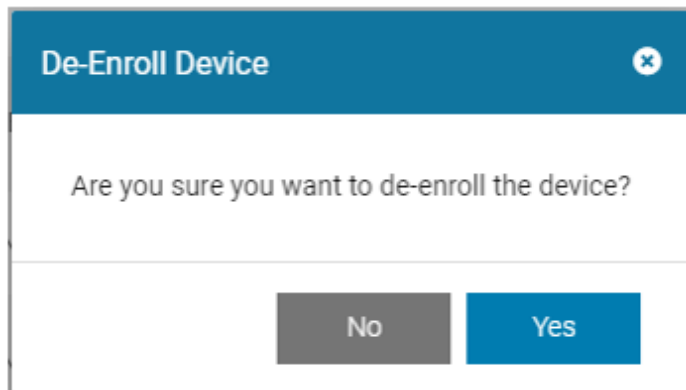 De-Enroll Device
Are you sure you want to de-enroll the device?
No Yes